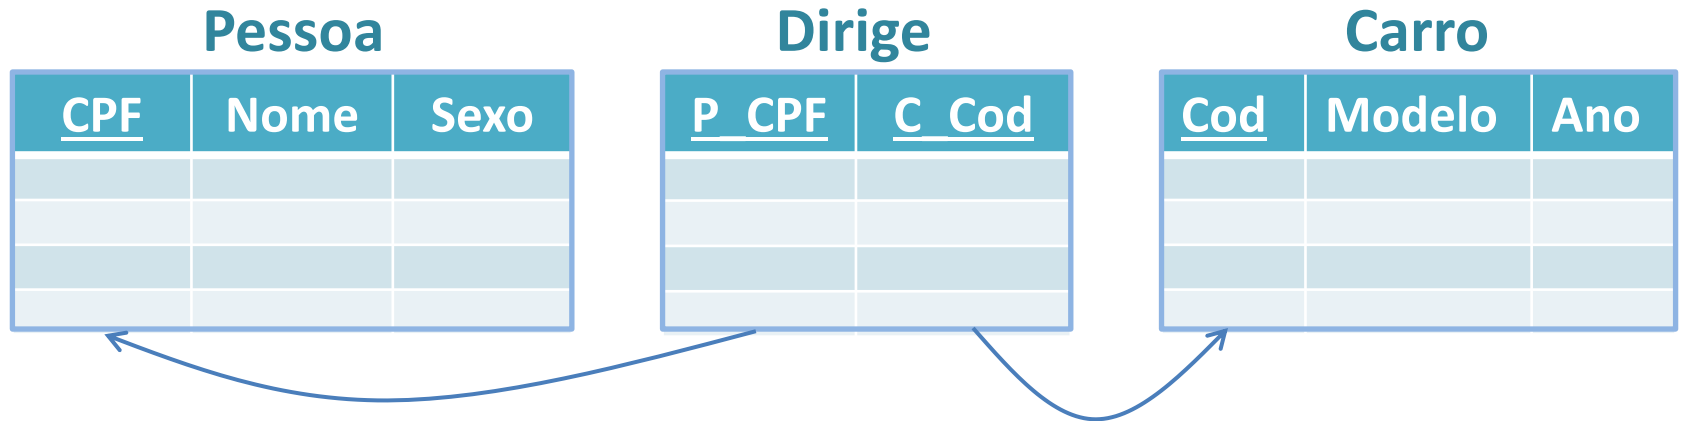 Pessoa Dirige Carro
CPF Nome Sexo P_CPF C_Cod Cod Modelo Ano